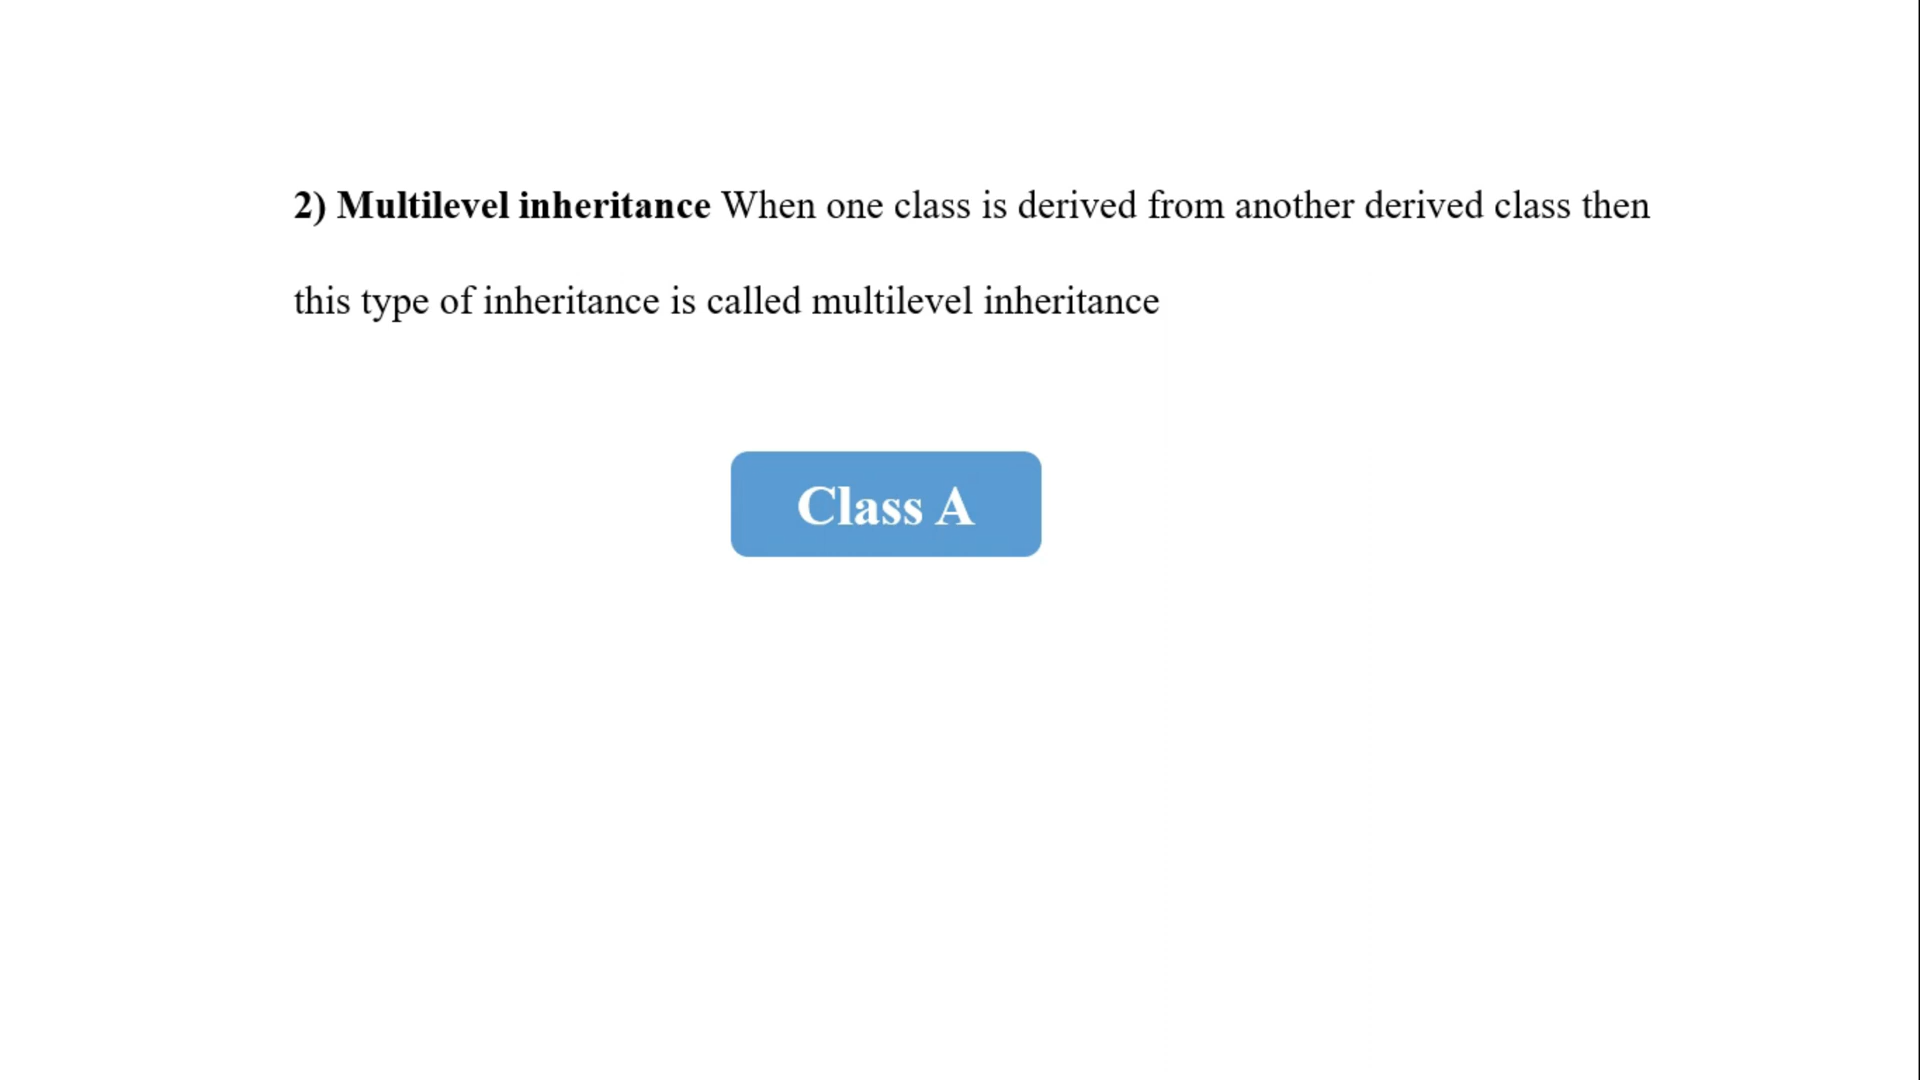 2) Multilevel inheritance When one class is derived from another derived class then
this type of inheritance is called multilevel inheritance
Class A